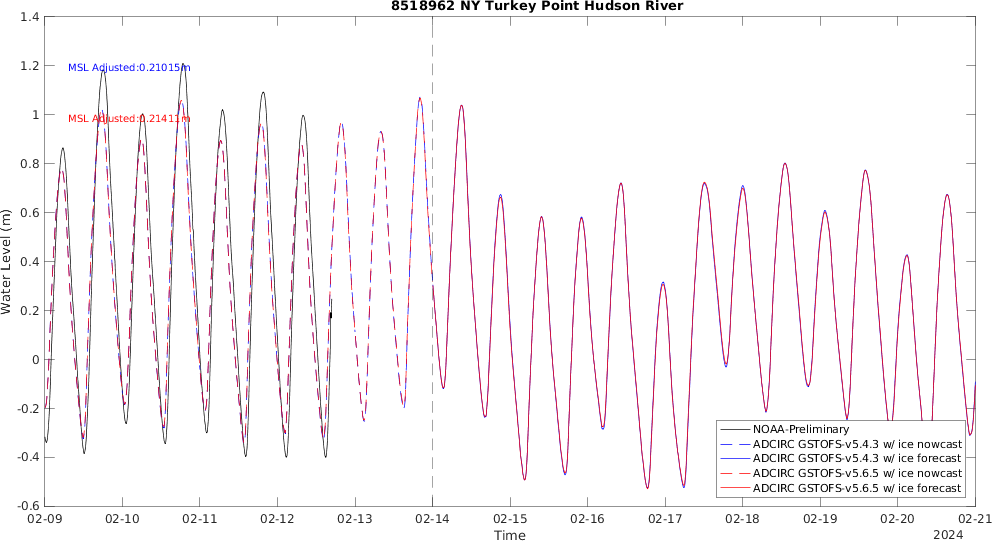 8518962 NY Turkey Point Hudson River
1.4
1.2
1
0.8
0.6
0.4
0.2
0
-0.2
-0.4
-0.6
Water Level (m)
MSL Adjusted:0.21015m
MSL Adjusted:0.21411m
NOAA-Preliminary
ADCIRC GSTOFS-v5.4.3 w/ ice nowcast
ADCIRC GSTOFS-v5.4.3 w/ ice forecast
ADCIRC GSTOFS-v5.6.5 w/ ice nowcast
ADCIRC GSTOFS-v5.6.5 w/ ice forecast
02-09 02-10 02-11 02-12 02-13 02-14 02-15 02-16 02-17 02-18 02-19 02-20 02-21
Time
2024